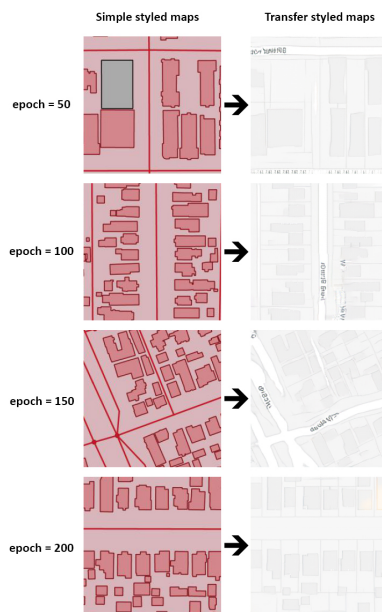 Simple styled maps
Transfer styled maps
epoch = 50
epoch = 100
epoch = 150
epoch = 200